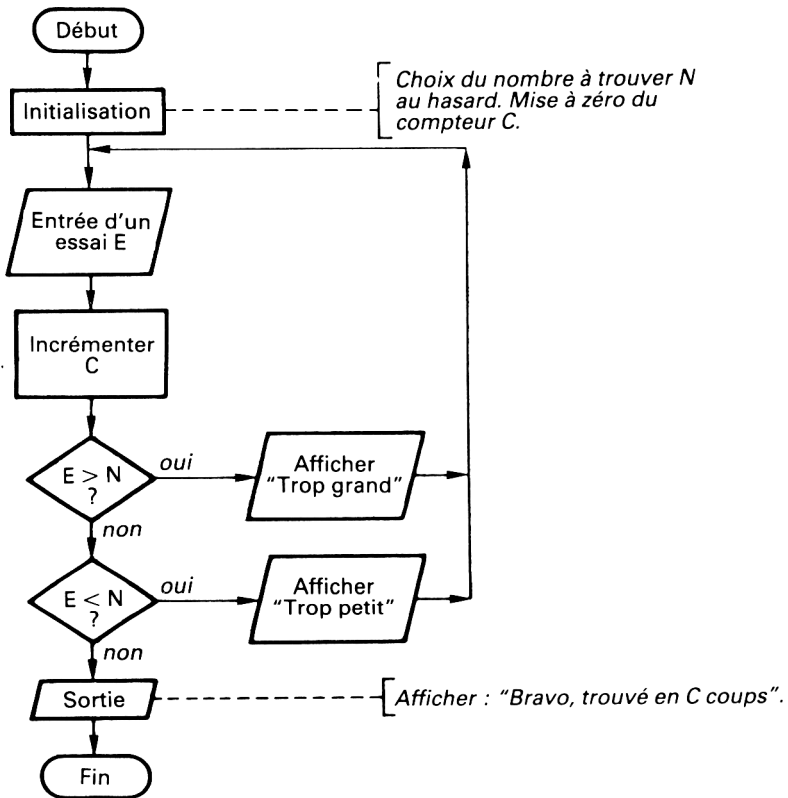 Début
Initialisation
Choix du nombre à trouver N
au hasard. Mise à zéro du
compteur C.
Entrée d'un
essai E
Incrémenter
C
E > N
?
oui
Afficher
"Trop grand"
non
E < N
?
oui
Afficher
"Trop petit"
non
Sortie
Afficher : "Bravo, trouvé en C coups".
Fin